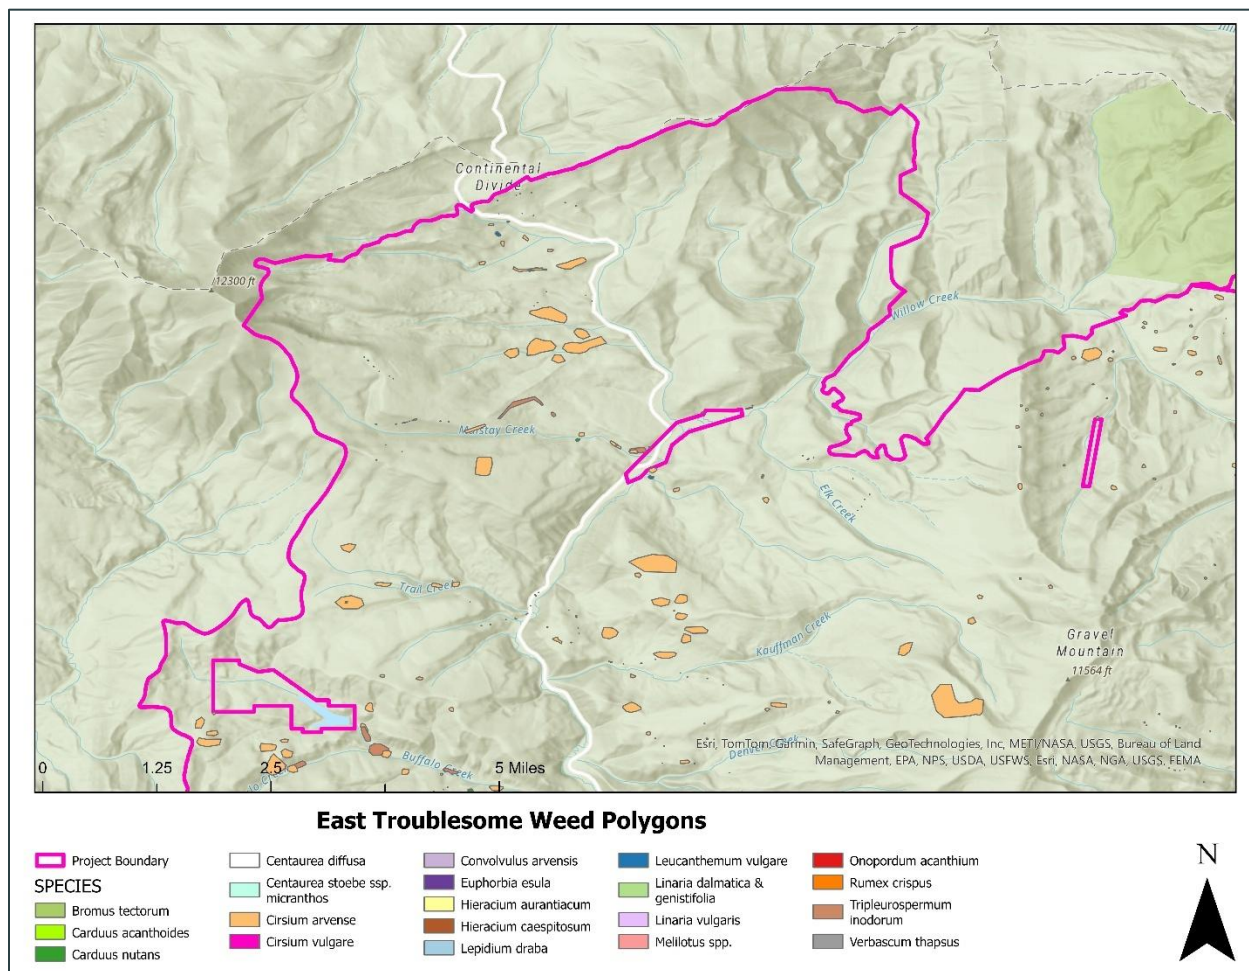 Continental
Divide
12300 ft
Willow Creek
Elk Creek
Trail Creek
Kauffman Creek
Gravel
Mountain
11564 ft
Buffalo Creek
Esri, TomTom, Garmin, SafeGraph, GeoTechnologies, Inc, METI/NASA, USGS, Bureau of Land
Management, EPA, NPS, USDA, USFWS, Esri, NASA, NGA, USGS, FEMA
0 1.25 2.5 5 Miles
East Troublesome Weed Polygons
Project Boundary
SPECIES
Bromus tectorum
Carduus acanthoides
Carduus nutans
Centaurea diffusa
Centaurea stoebe ssp.
micranthos
Cirsium arvense
Cirsium vulgare
Convolvulus arvensis
Euphorbia esula
Hieracium aurantiacum
Hieracium caespitosum
Lepidium draba
Leucanthemum vulgare
Linaria dalmatica &
genistifolia
Linaria vulgaris
Melilotus spp.
Onopordum acanthium
Rumex crispus
Tripleurospermum
inodorum
Verbascum thapsus
N